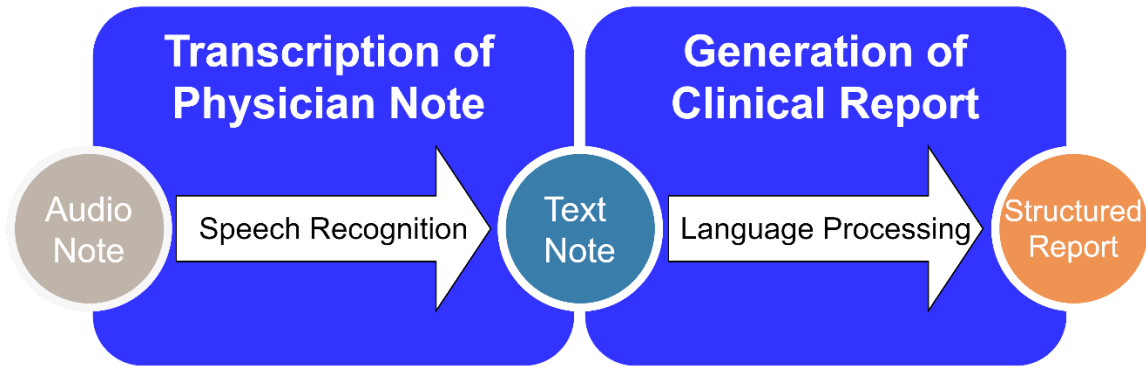 Transcription of
Physician Note
Generation of
Clinical Report
Audio
Note
Speech Recognition
Text
Note
Language Processing
Structured
Report